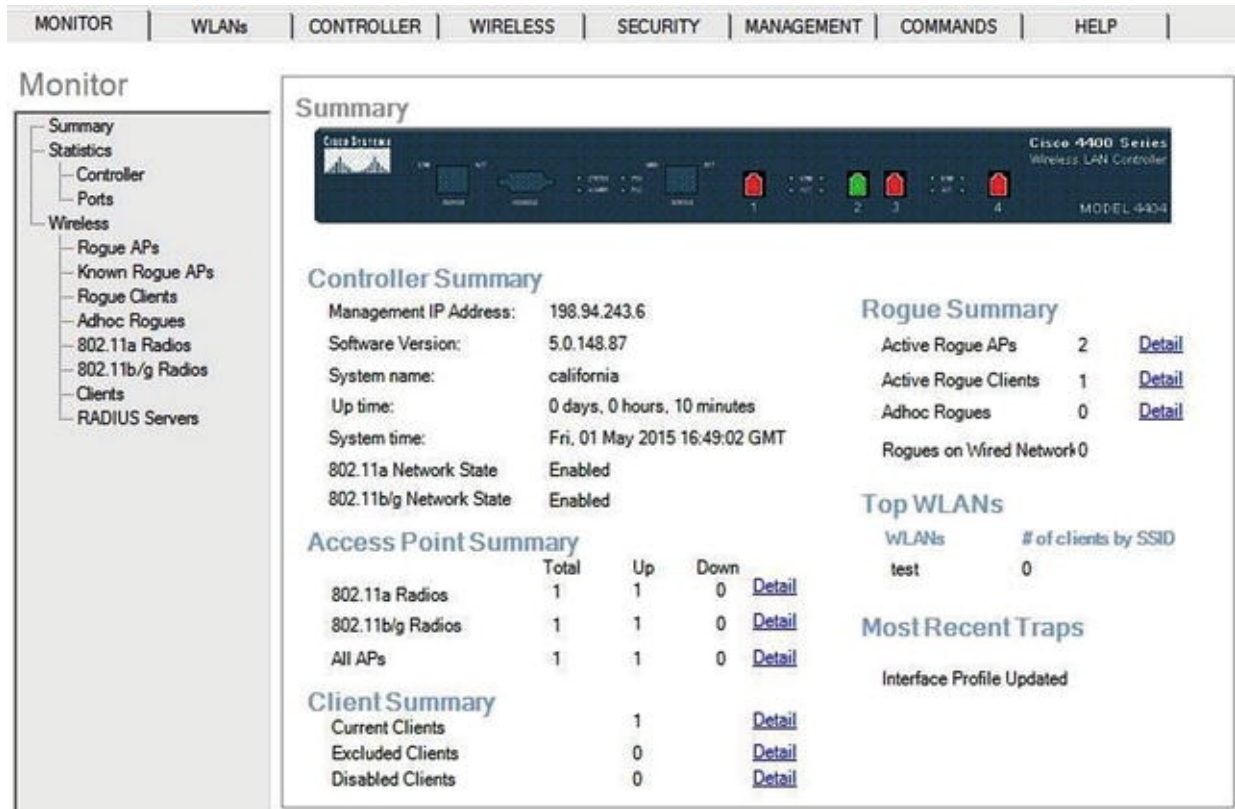 MONITOR WLANs CONTROLLER WIRELESS SECURITY MANAGEMENT COMMANDS HELP
Monitor
Summary
Statistics
Controller
Ports
Wireless
Rogue APs
Known Rogue APs
Rogue Clients
Adhoc Rogues
802.11a Radios
802.11b/g Radios
Clients
RADIUS Servers
Summary
Cisco Systems
Cisco 4400 Series
Wireless LAN Controller
1 2 3 4
MODEL 4404
Controller Summary
Management IP Address: 198.94.243.6
Software Version: 5.0.148.87
System name: california
Up time: 0 days, 0 hours, 10 minutes
System time: Fri, 01 May 2015 16:49:02 GMT
802.11a Network State Enabled
802.11b/g Network State Enabled
Access Point Summary
Total Up Down
802.11a Radios 1 1 0 Detail
802.11b/g Radios 1 1 0 Detail
All APs 1 1 0 Detail
Client Summary
Current Clients 1 Detail
Excluded Clients 0 Detail
Disabled Clients 0 Detail
Rogue Summary
Active Rogue APs 2 Detail
Active Rogue Clients 1 Detail
Adhoc Rogues 0 Detail
Rogues on Wired Network 0
Top WLANs
WLANs # of clients by SSID
test 0
Most Recent Traps
Interface Profile Updated